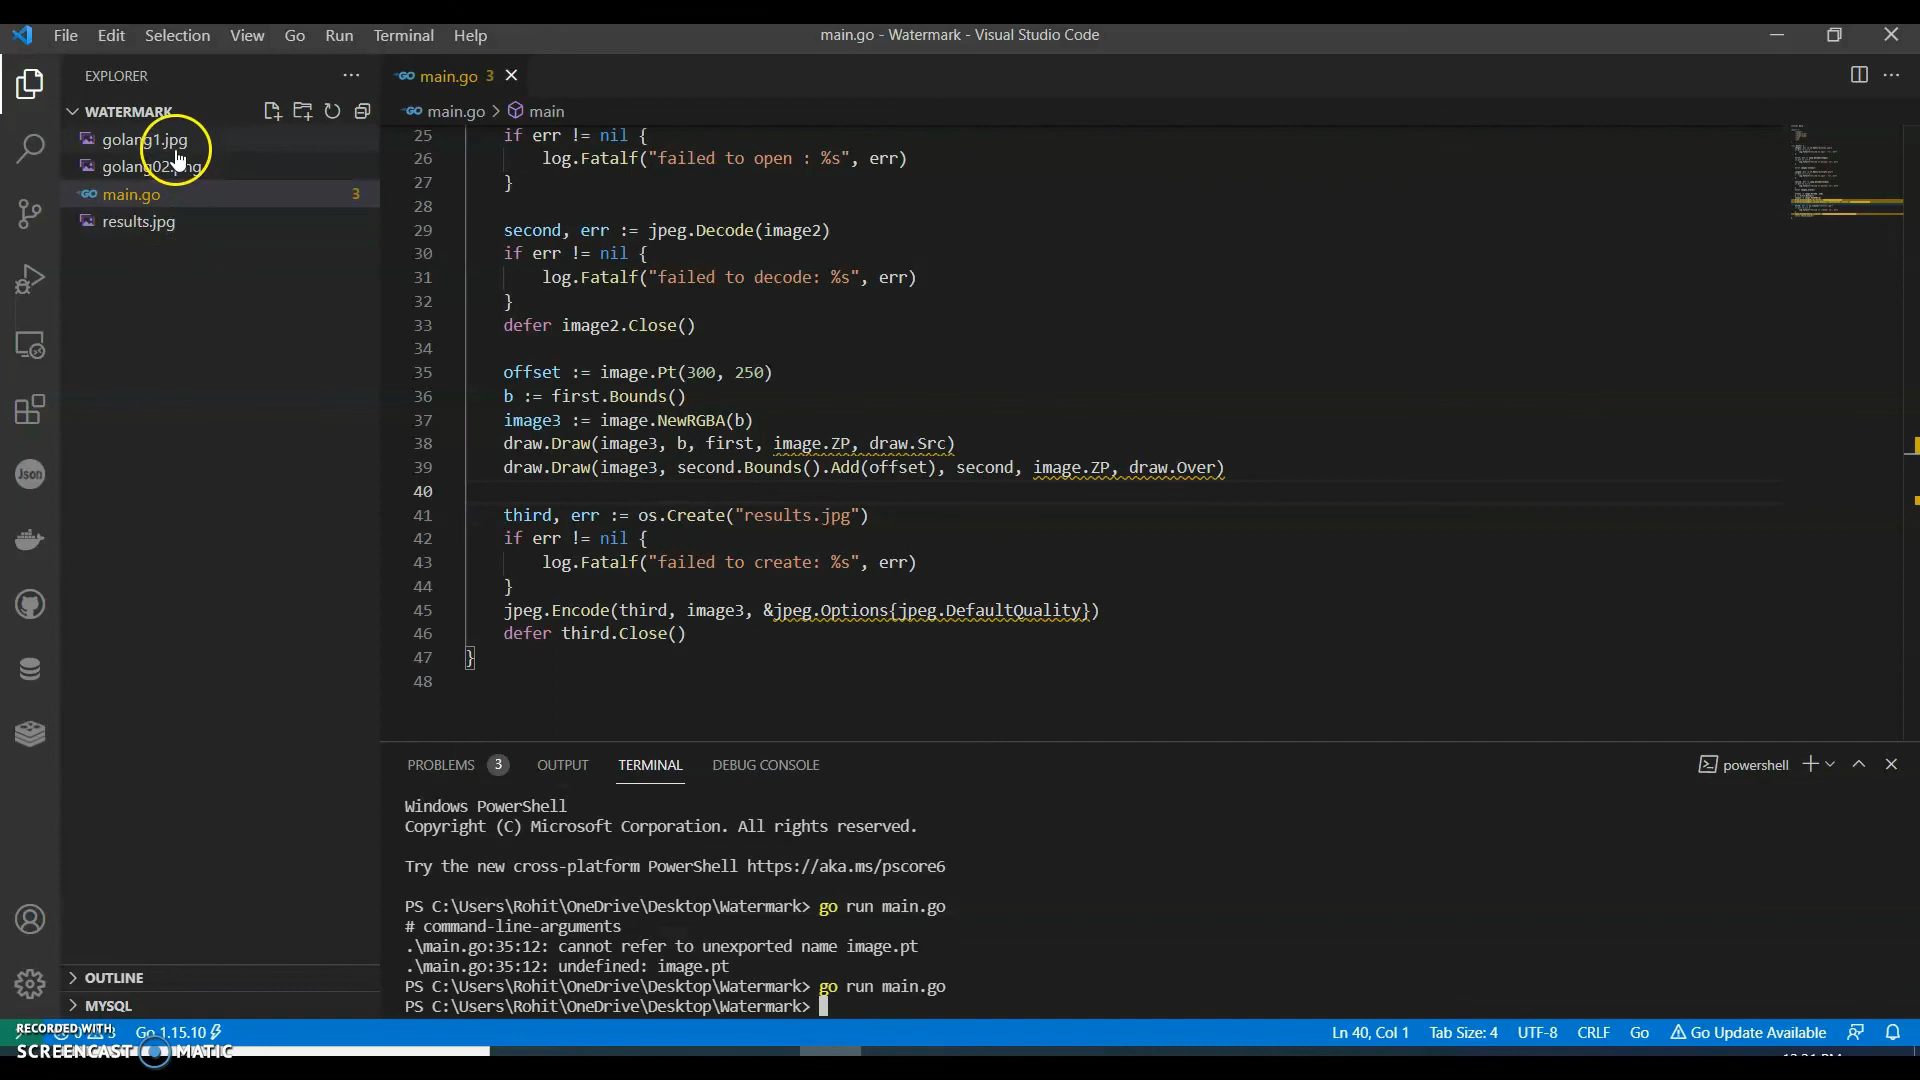 File Edit Selection View Go Run Terminal Help
main.go - Watermark - Visual Studio Code
EXPLORER
main.go 3
WATERMARK
main.go > main
golang1.jpg
golang02.png
main.go 3
results.jpg
25 if err != nil {
26 log.Fatalf("failed to open : %s", err)
27 }
28
29 second, err := jpeg.Decode(image2)
30 if err != nil {
31 log.Fatalf("failed to decode: %s", err)
32 }
33 defer image2.Close()
34
35 offset := image.Pt(300, 250)
36 b := first.Bounds()
37 image3 := image.NewRGBA(b)
38 draw.Draw(image3, b, first, image.ZP, draw.Src)
39 draw.Draw(image3, second.Bounds().Add(offset), second, image.ZP, draw.Over)
40
41 third, err := os.Create("results.jpg")
42 if err != nil {
43 log.Fatalf("failed to create: %s", err)
44 }
45 jpeg.Encode(third, image3, &jpeg.Options{jpeg.DefaultQuality})
46 defer third.Close()
47 }
48
Json
PROBLEMS 3 OUTPUT TERMINAL DEBUG CONSOLE
powershell
Windows PowerShell
Copyright (C) Microsoft Corporation. All rights reserved.
Try the new cross-platform PowerShell https://aka.ms/pscore6
PS C:\Users\Rohit\OneDrive\Desktop\Watermark> go run main.go
# command-line-arguments
.\main.go:35:12: cannot refer to unexported name image.pt
.\main.go:35:12: undefined: image.pt
PS C:\Users\Rohit\OneDrive\Desktop\Watermark> go run main.go
PS C:\Users\Rohit\OneDrive\Desktop\Watermark>
OUTLINE
MYSQL
Go 1.15.10
Ln 40, Col 1 Tab Size: 4 UTF-8 CRLF Go Go Update Available
RECORDED WITH
SCREENCAST MATIC